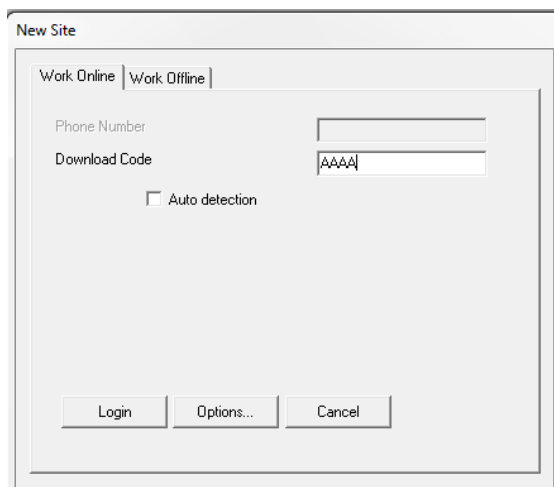 New Site
Work Online Work Offline
Phone Number
Download Code AAAA
Auto detection
Login Options... Cancel